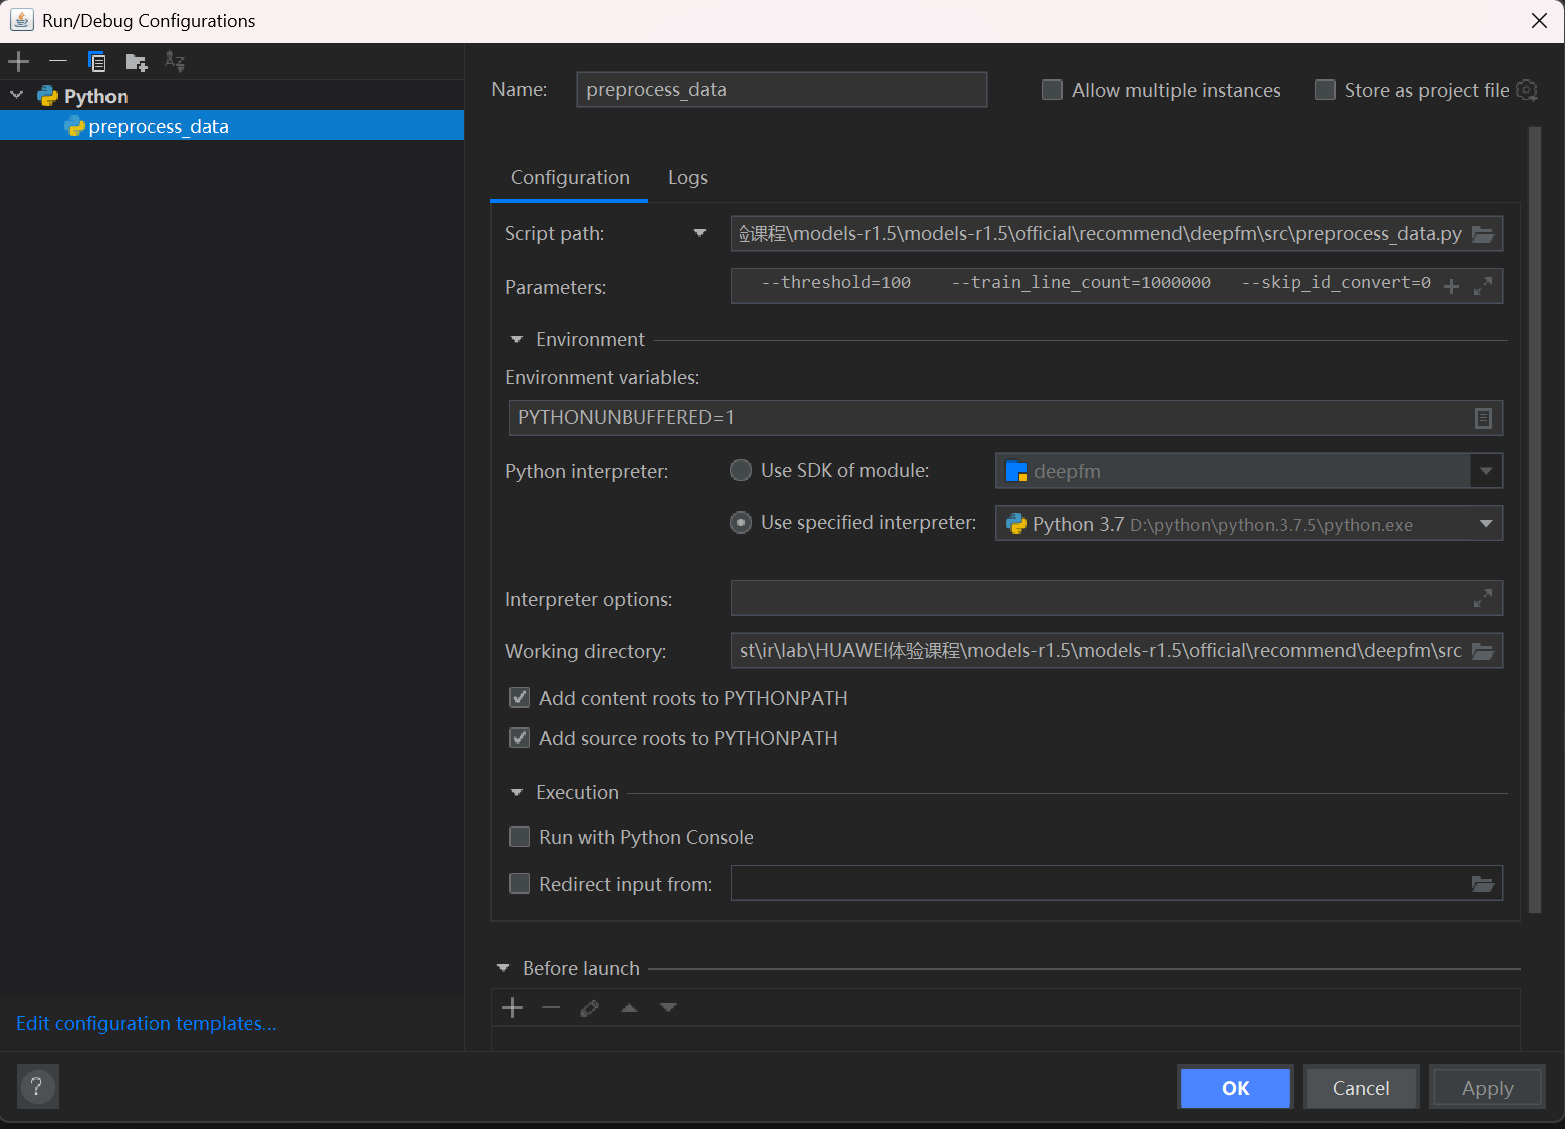 Run/Debug Configurations
Python
preprocess_data
Edit configuration templates...
?
Name:
preprocess_data
Allow multiple instances
Store as project file
Configuration
Logs
Script path:
验课程\models-r1.5\models-r1.5\official\recommend\deepfm\src\preprocess_data.py
Parameters:
--threshold=100 --train_line_count=1000000 --skip_id_convert=0
Environment
Environment variables:
PYTHONUNBUFFERED=1
Python interpreter:
Use SDK of module:
deepfm
Use specified interpreter:
Python 3.7 D:\python\python.3.7.5\python.exe
Interpreter options:
Working directory:
st\ir\lab\HUAWEI体验课程\models-r1.5\models-r1.5\official\recommend\deepfm\src
Add content roots to PYTHONPATH
Add source roots to PYTHONPATH
Execution
Run with Python Console
Redirect input from:
Before launch
OK
Cancel
Apply